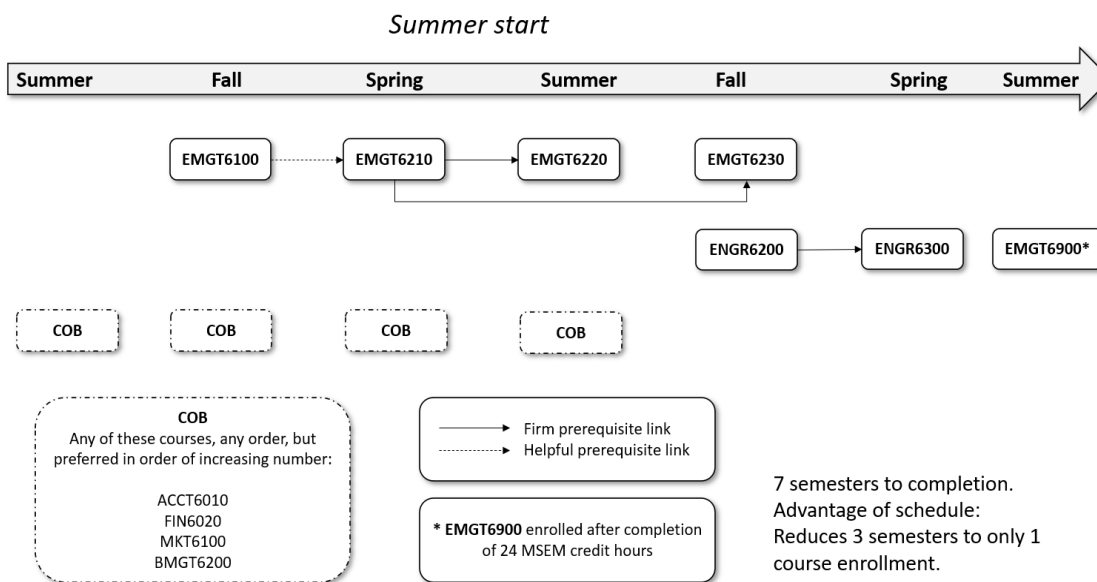 Summer start
Summer Fall Spring Summer Fall Spring Summer
EMGT6100 EMGT6210 EMGT6220 EMGT6230
ENGR6200 ENGR6300 EMGT6900*
COB COB COB COB
COB
Any of these courses, any order, but
preferred in order of increasing number:
ACCT6010
FIN6020
MKT6100
BMGT6200
Firm prerequisite link
Helpful prerequisite link
* EMGT6900 enrolled after completion
of 24 MSEM credit hours
7 semesters to completion.
Advantage of schedule:
Reduces 3 semesters to only 1
course enrollment.